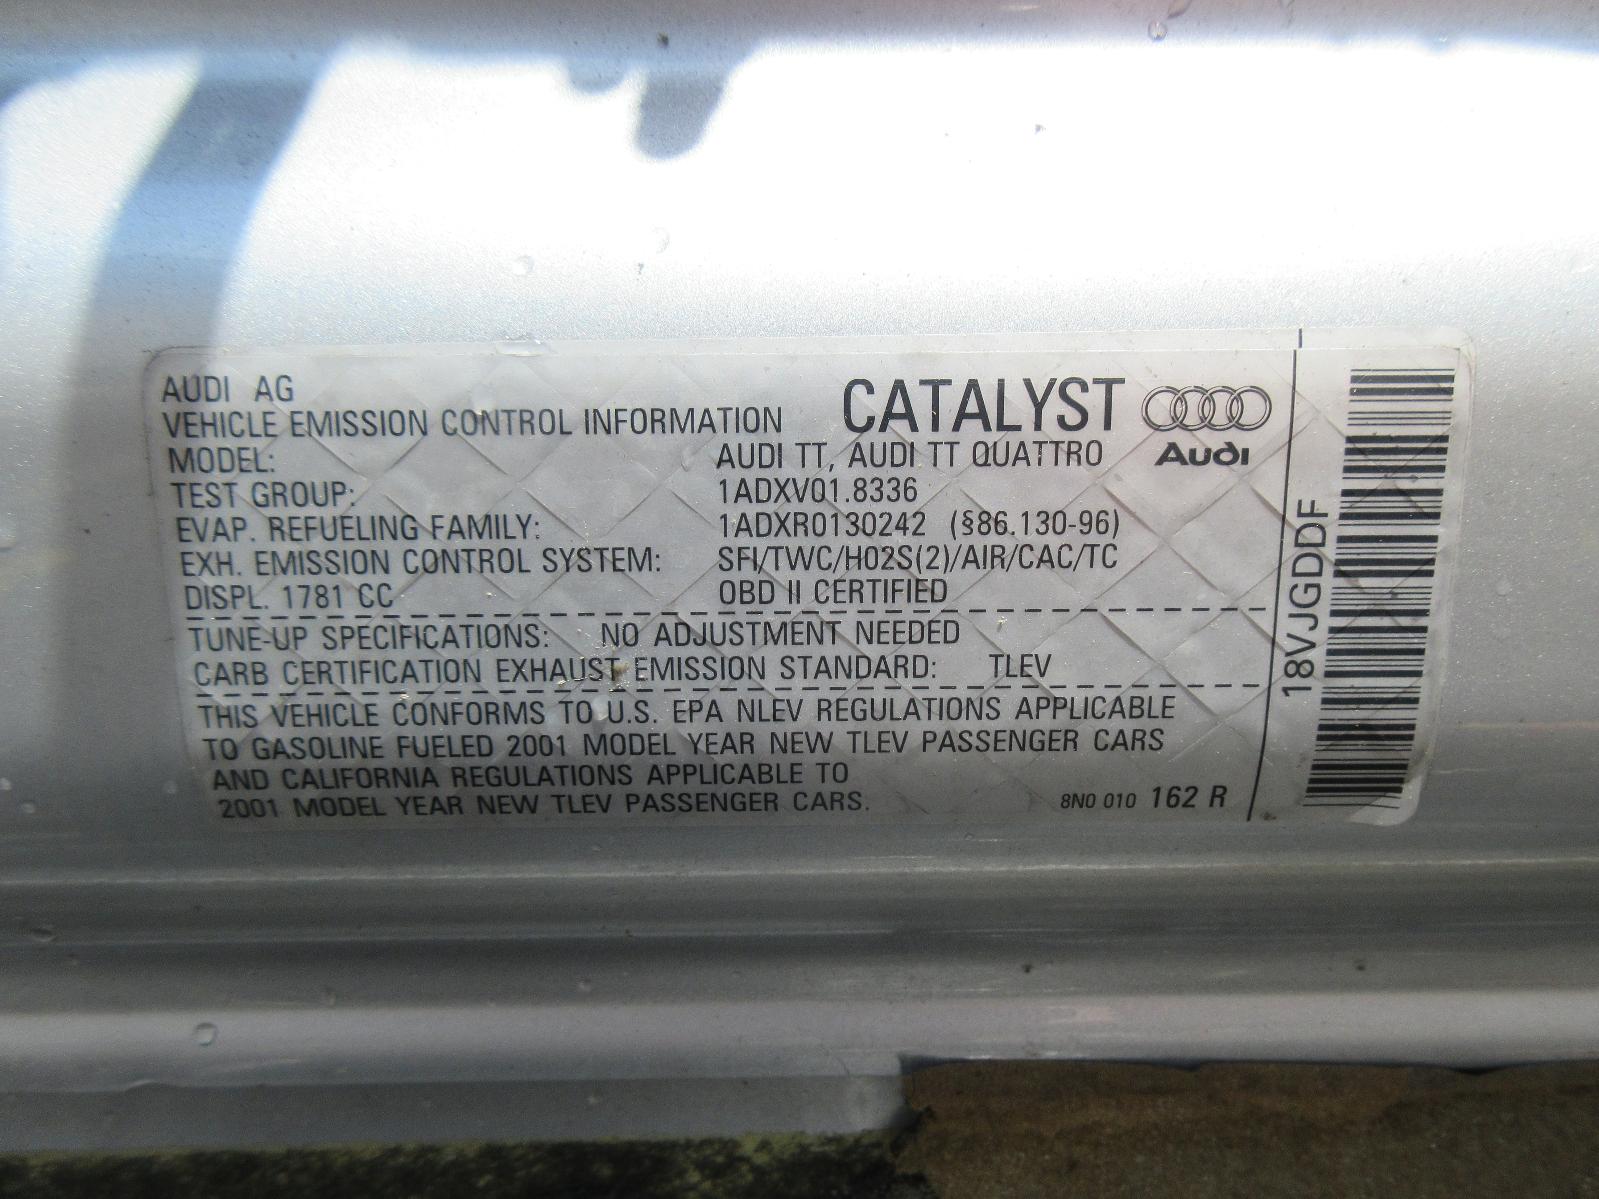 AUDI AG
VEHICLE EMISSION CONTROL INFORMATION CATALYST
MODEL: AUDI TT, AUDI TT QUATTRO Audi
TEST GROUP: 1ADXV01.8336
EVAP. REFUELING FAMILY: 1ADXR0130242 (§86.130-96)
EXH. EMISSION CONTROL SYSTEM: SFI/TWC/HO2S(2)/AIR/CAC/TC
DISPL. 1781 CC OBD II CERTIFIED
TUNE-UP SPECIFICATIONS: NO ADJUSTMENT NEEDED
CARB CERTIFICATION EXHAUST EMISSION STANDARD: TLEV
THIS VEHICLE CONFORMS TO U.S. EPA NLEV REGULATIONS APPLICABLE
TO GASOLINE FUELED 2001 MODEL YEAR NEW TLEV PASSENGER CARS
AND CALIFORNIA REGULATIONS APPLICABLE TO
2001 MODEL YEAR NEW TLEV PASSENGER CARS. 8N0 010 162 R
18VJGDDF